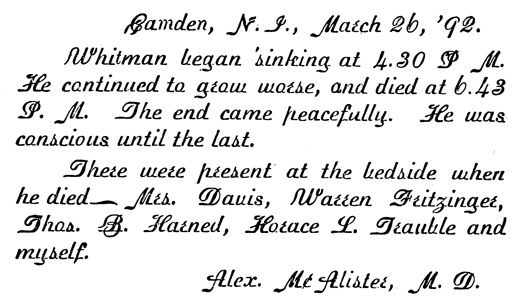 Camden, N. J., March 26, '92.
Whitman began sinking at 4.30 P M.
He continued to grow worse, and died at 6.43
P. M. The end came peacefully. He was
conscious until the last.
There were present at the bedside when
he died—Mrs. Davis, Warren Fritzinger,
Thos. B. Harned, Horace L. Trauble and
myself.
Alex. McAlister, M. D.